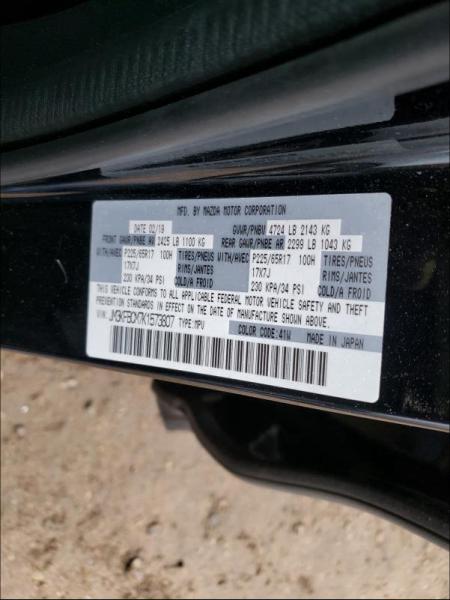 MFD. BY MAZDA MOTOR CORPORATION
DATE 02/19 GVWR/PNBV 4724 LB 2143 KG
FRONT GAWR/PNBE AV 2425 LB 1100 KG REAR GAWR/PNBE AR 2299 LB 1043 KG
WITH/AVEC P225/65R17 100H TIRES/PNEUS WITH/AVEC P225/65R17 100H TIRES/PNEUS
17X7J RIMS/JANTES 17X7J RIMS/JANTES
230 KPA/34 PSI COLD/A FROID 230 KPA/34 PSI COLD/A FROID
THIS VEHICLE CONFORMS TO ALL APPLICABLE FEDERAL MOTOR VEHICLE SAFETY AND THEFT
PREVENTION STANDARDS IN EFFECT ON THE DATE OF MANUFACTURE SHOWN ABOVE.
VIN: JM3KFBCM7K1573807 TYPE:MPV COLOR CODE:41W MADE IN JAPAN